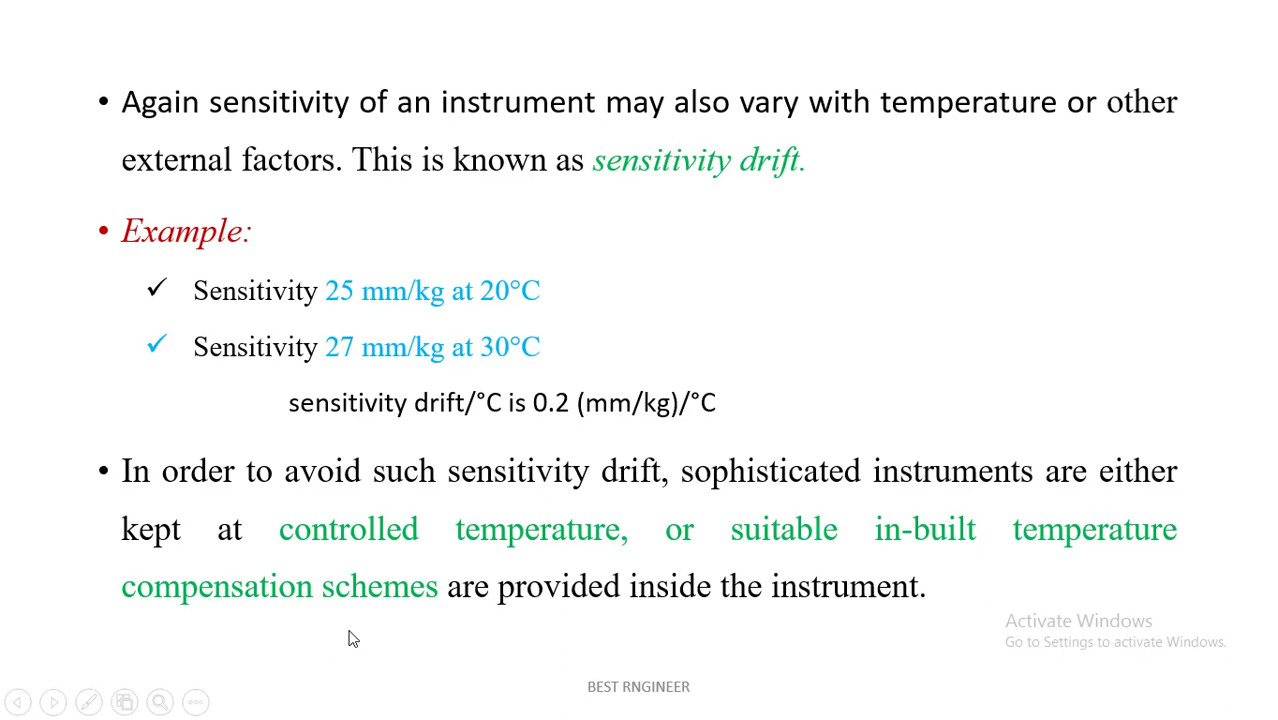 • Again sensitivity of an instrument may also vary with temperature or other
external factors. This is known as sensitivity drift.
• Example:
✓ Sensitivity 25 mm/kg at 20°C
✓ Sensitivity 27 mm/kg at 30°C
sensitivity drift/°C is 0.2 (mm/kg)/°C
• In order to avoid such sensitivity drift, sophisticated instruments are either
kept at controlled temperature, or suitable in-built temperature
compensation schemes are provided inside the instrument.
Activate Windows
Go to Settings to activate Windows.
BEST RNGINEER